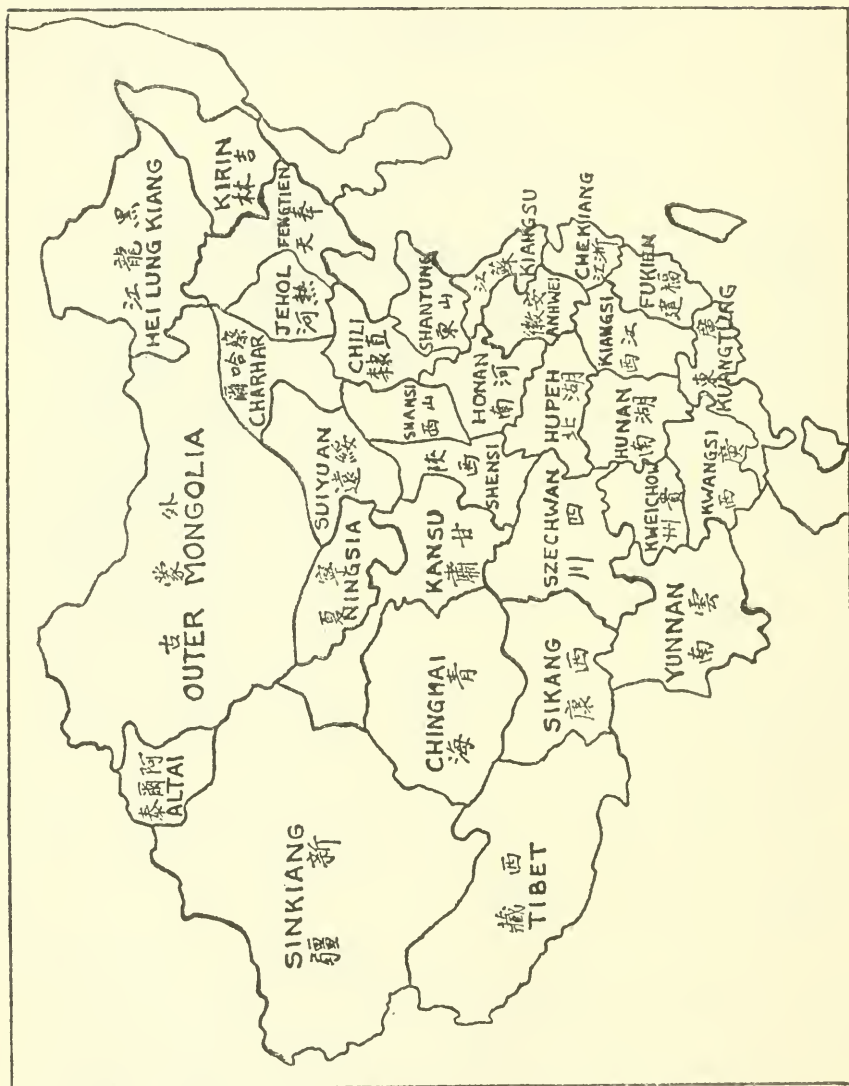 黑龍江
HEI LUNG KIANG
KIRIN
吉林
FENGTIEN
奉天
JEHOL
熱河
察哈爾
CHARHAR
阿爾泰
ALTAI
外蒙古
OUTER MONGOLIA
SUIYUAN
綏遠
寧夏
NINGSIA
CHILI
直隸
SHANTUNG
山東
SHANSI
山西
SINKIANG
新疆
CHINGHAI
青海
KANSU
甘肅
陝西
SHENSI
HONAN
河南
江蘇
KIANGSU
安徽
ANHWEI
西藏
TIBET
SIKANG
西康
SZECHWAN
四川
HUPEH
湖北
CHEKIANG
浙江
KIANGSI
江西
HUNAN
湖南
KWEICHOW
貴州
FUKIEN
福建
YUNNAN
雲南
KWANGSI
廣西
廣東
KUANGTUNG